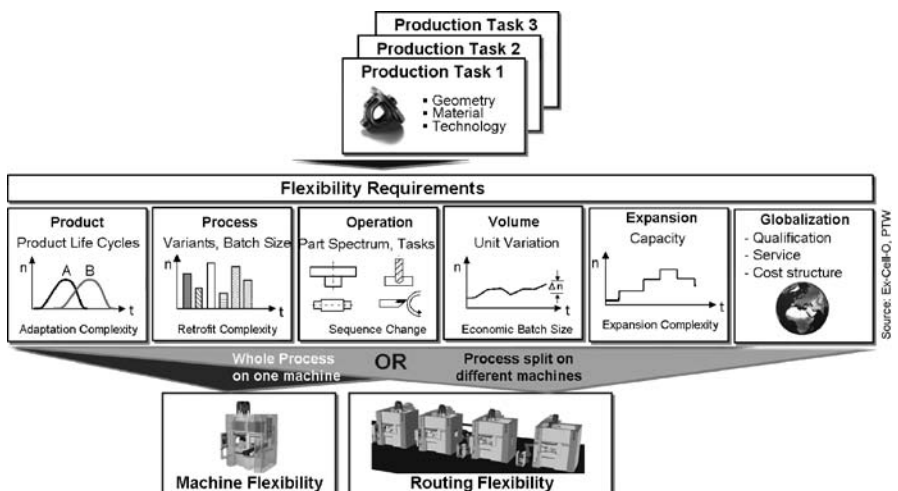 Production Task 3
Production Task 2
Production Task 1
▪ Geometry
▪ Material
▪ Technology
Flexibility Requirements
Product
Product Life Cycles
n
A
B
t
Adaptation Complexity
Process
Variants, Batch Size
n
t
Retrofit Complexity
Operation
Part Spectrum, Tasks
Sequence Change
Volume
Unit Variation
n
Δn
t
Economic Batch Size
Expansion
Capacity
n
t
Expansion Complexity
Globalization
- Qualification
- Service
- Cost structure
Source: Ex-Cell-O, PTW
Whole Process
on one machine
OR
Process split on
different machines
Machine Flexibility
Routing Flexibility